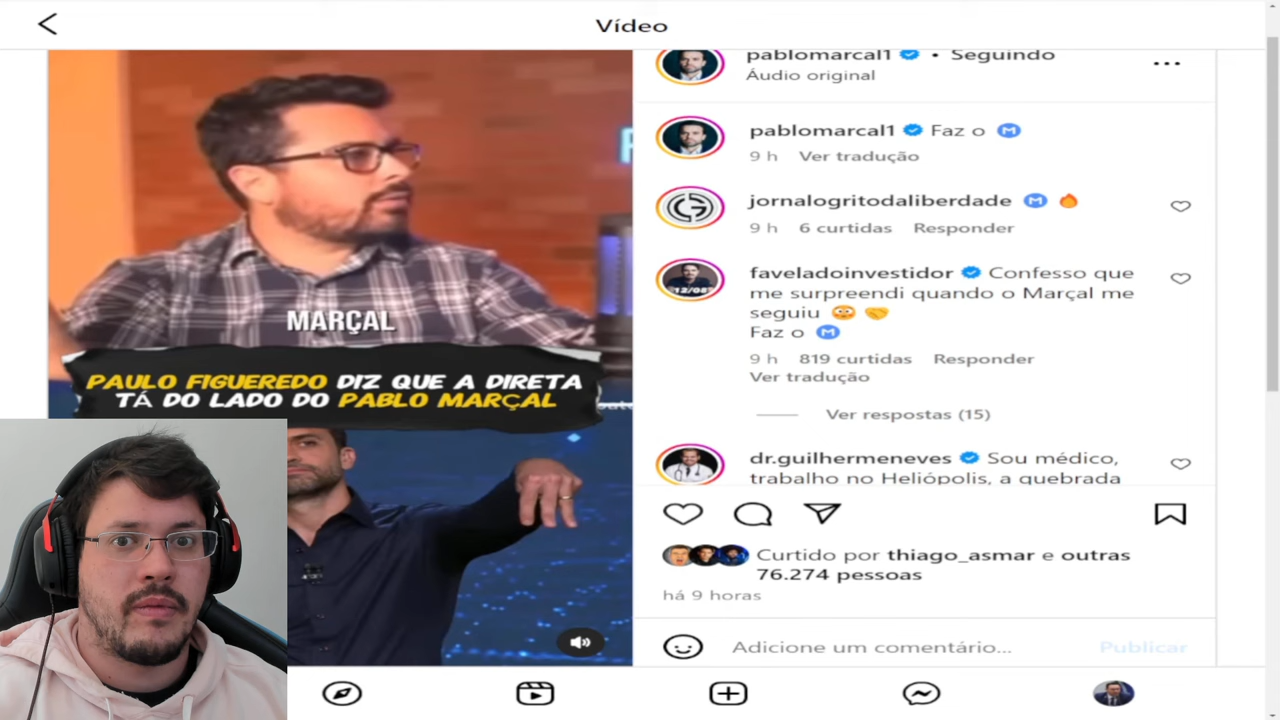 Vídeo
MARÇAL
PAULO FIGUEREDO DIZ QUE A DIRETA
TÁ DO LADO DO PABLO MARÇAL
pablomarcal1 • Seguindo
Áudio original
pablomarcal1 Faz o M
9 h Ver tradução
jornalogritodaliberdade M
9 h 6 curtidas Responder
12/08
faveladoinvestidor Confesso que
me surpreendi quando o Marçal me
seguiu
Faz o M
9 h 819 curtidas Responder
Ver tradução
Ver respostas (15)
dr.guilhermeneves Sou médico,
trabalho no Heliópolis, a quebrada
Curtido por thiago_asmar e outras
76.274 pessoas
há 9 horas
Adicione um comentário... Publicar